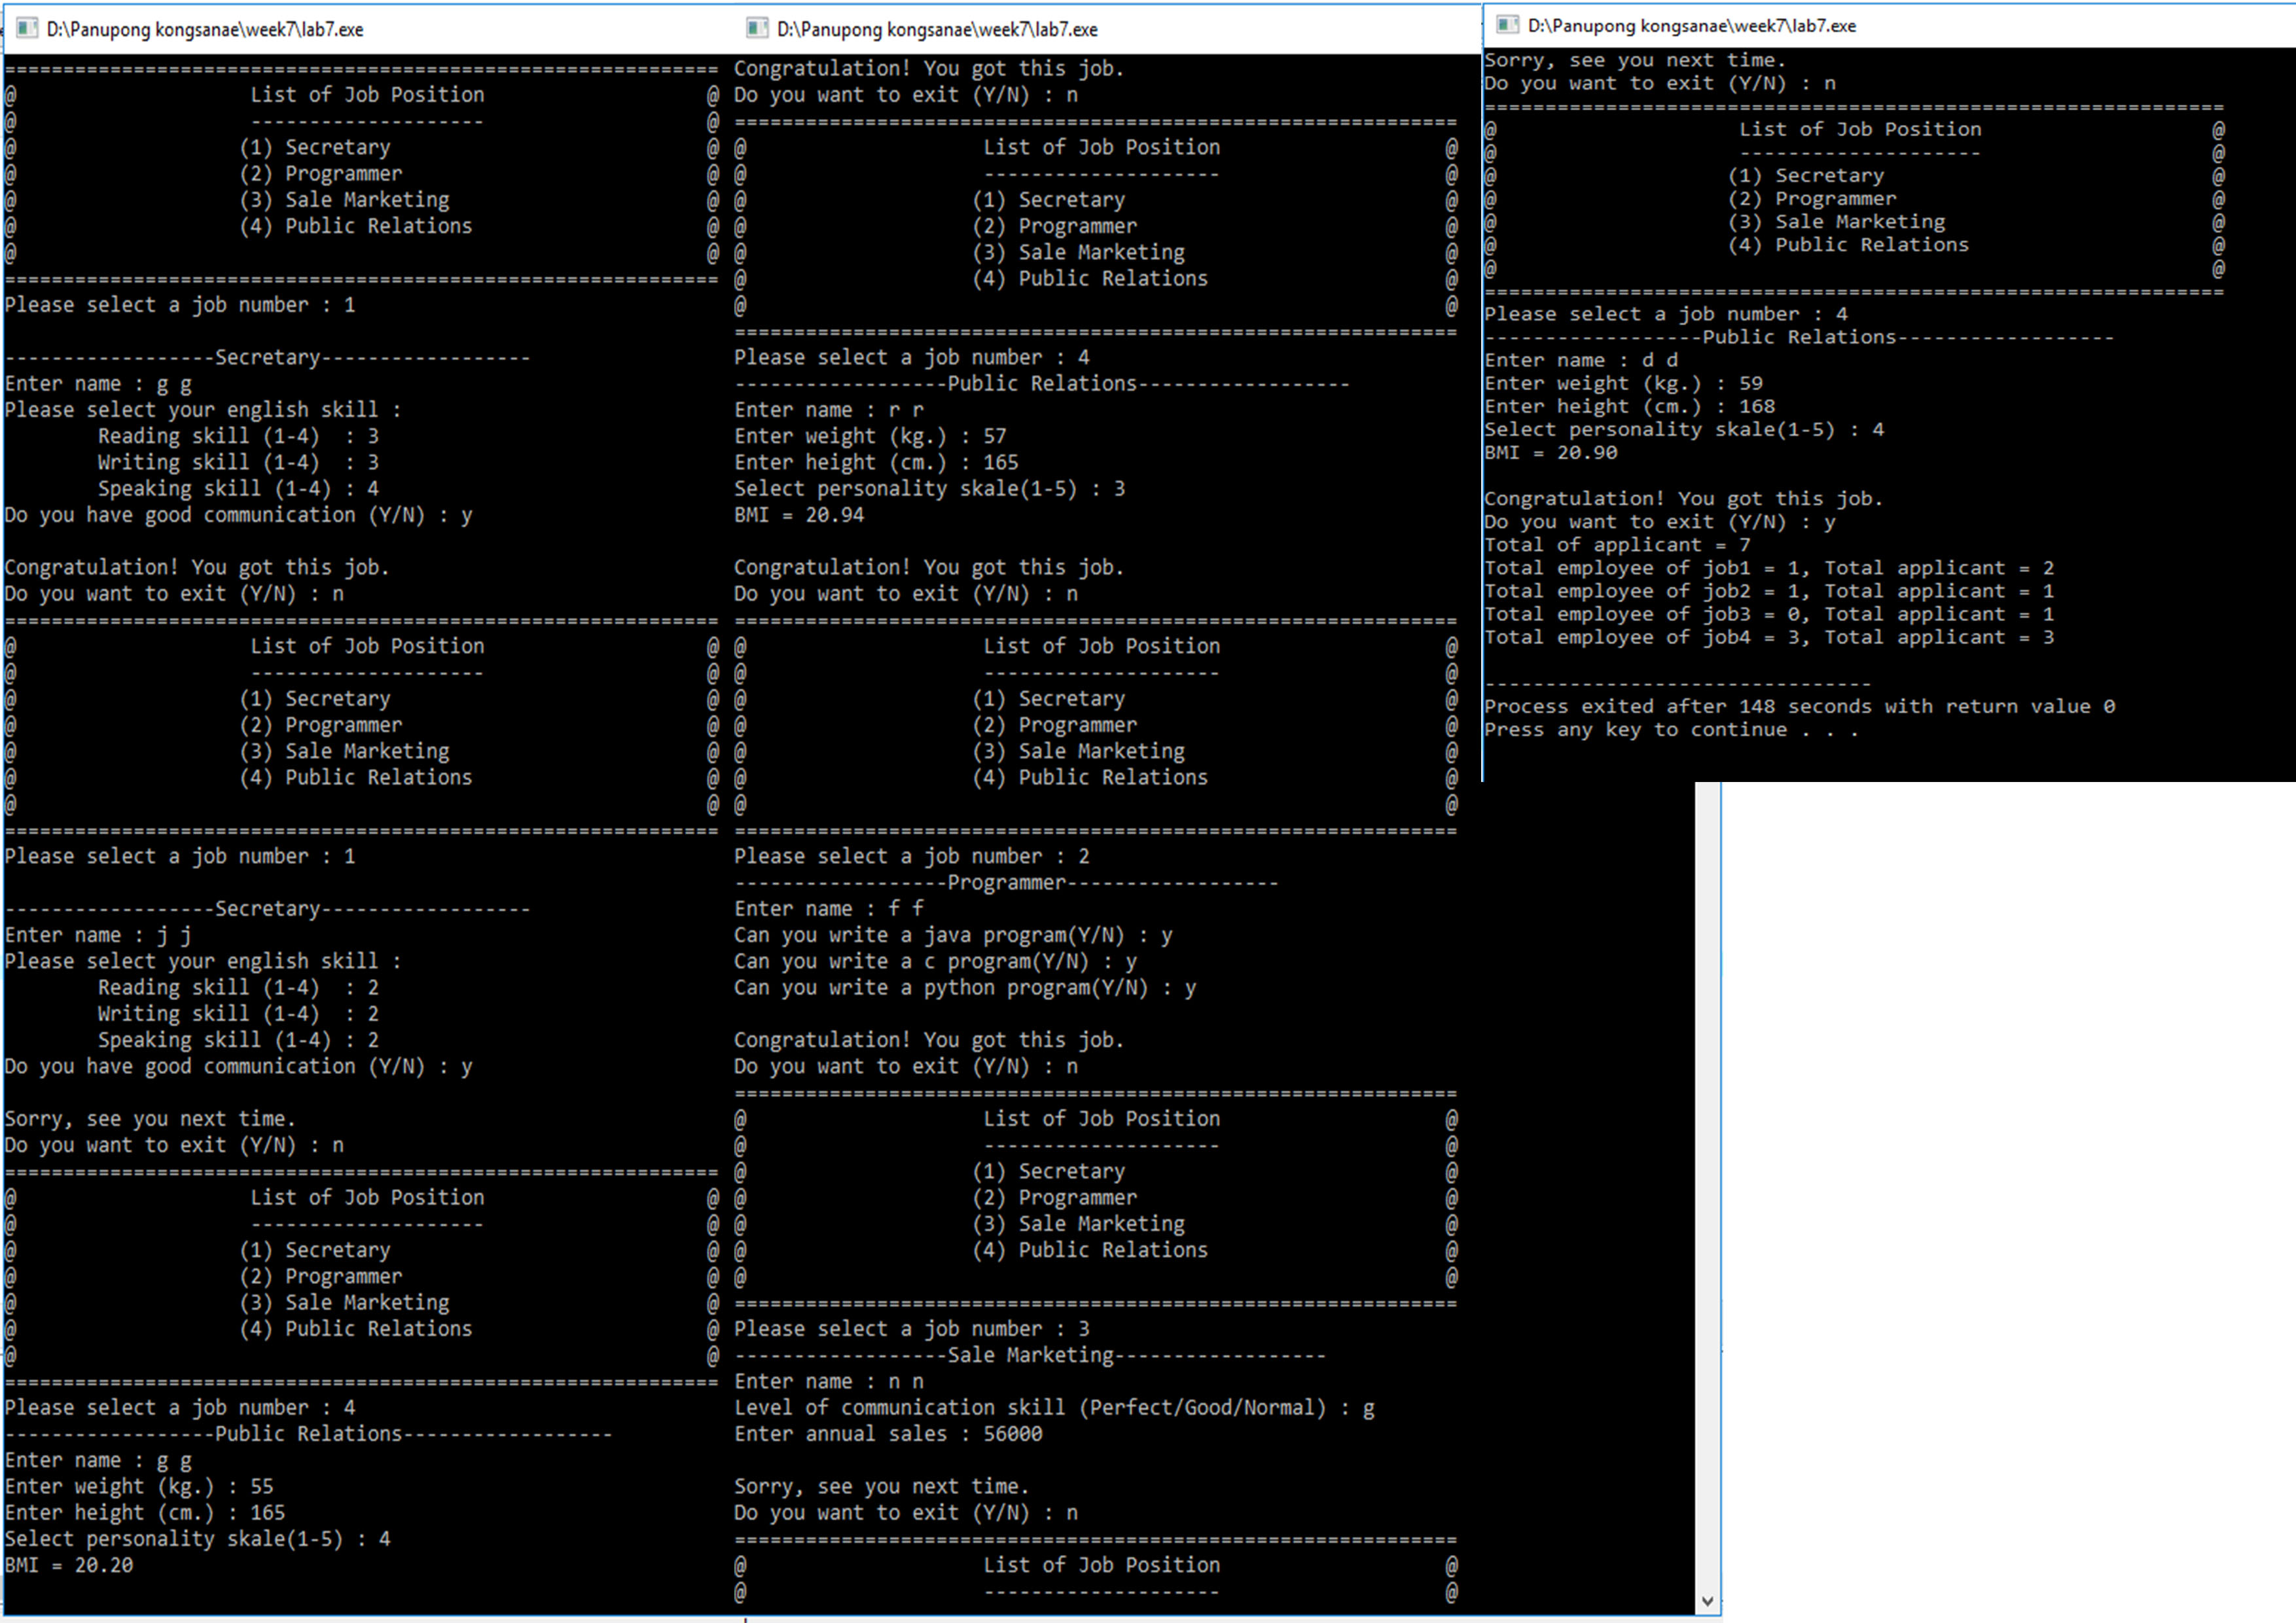 D:\Panupong kongsanae\week7\lab7.exe
=============================================================
@                    List of Job Position                   @
@                    --------------------                   @
@                   (1) Secretary                           @
@                   (2) Programmer                          @
@                   (3) Sale Marketing                      @
@                   (4) Public Relations                    @
@                                                           @
=============================================================
Please select a job number : 1
------------------Secretary------------------
Enter name : g g
Please select your english skill :
        Reading skill (1-4)  : 3
        Writing skill (1-4)  : 3
        Speaking skill (1-4) : 4
Do you have good communication (Y/N) : y
Congratulation! You got this job.
Do you want to exit (Y/N) : n
=============================================================
@                    List of Job Position                   @
@                    --------------------                   @
@                   (1) Secretary                           @
@                   (2) Programmer                          @
@                   (3) Sale Marketing                      @
@                   (4) Public Relations                    @
@                                                           @
=============================================================
Please select a job number : 1
------------------Secretary------------------
Enter name : j j
Please select your english skill :
        Reading skill (1-4)  : 2
        Writing skill (1-4)  : 2
        Speaking skill (1-4) : 2
Do you have good communication (Y/N) : y
Sorry, see you next time.
Do you want to exit (Y/N) : n
=============================================================
@                    List of Job Position                   @
@                    --------------------                   @
@                   (1) Secretary                           @
@                   (2) Programmer                          @
@                   (3) Sale Marketing                      @
@                   (4) Public Relations                    @
@                                                           @
=============================================================
Please select a job number : 4
------------------Public Relations------------------
Enter name : g g
Enter weight (kg.) : 55
Enter height (cm.) : 165
Select personality skale(1-5) : 4
BMI = 20.20
D:\Panupong kongsanae\week7\lab7.exe
Congratulation! You got this job.
Do you want to exit (Y/N) : n
=============================================================
@                    List of Job Position                   @
@                    --------------------                   @
@                   (1) Secretary                           @
@                   (2) Programmer                          @
@                   (3) Sale Marketing                      @
@                   (4) Public Relations                    @
@                                                           @
=============================================================
Please select a job number : 4
------------------Public Relations------------------
Enter name : r r
Enter weight (kg.) : 57
Enter height (cm.) : 165
Select personality skale(1-5) : 3
BMI = 20.94
Congratulation! You got this job.
Do you want to exit (Y/N) : n
=============================================================
@                    List of Job Position                   @
@                    --------------------                   @
@                   (1) Secretary                           @
@                   (2) Programmer                          @
@                   (3) Sale Marketing                      @
@                   (4) Public Relations                    @
@                                                           @
=============================================================
Please select a job number : 2
------------------Programmer------------------
Enter name : f f
Can you write a java program(Y/N) : y
Can you write a c program(Y/N) : y
Can you write a python program(Y/N) : y
Congratulation! You got this job.
Do you want to exit (Y/N) : n
=============================================================
@                    List of Job Position                   @
@                    --------------------                   @
@                   (1) Secretary                           @
@                   (2) Programmer                          @
@                   (3) Sale Marketing                      @
@                   (4) Public Relations                    @
@                                                           @
=============================================================
Please select a job number : 3
------------------Sale Marketing------------------
Enter name : n n
Level of communication skill (Perfect/Good/Normal) : g
Enter annual sales : 56000
Sorry, see you next time.
Do you want to exit (Y/N) : n
=============================================================
@                    List of Job Position                   @
@                    --------------------                   @
D:\Panupong kongsanae\week7\lab7.exe
Sorry, see you next time.
Do you want to exit (Y/N) : n
=============================================================
@                    List of Job Position                   @
@                    --------------------                   @
@                   (1) Secretary                           @
@                   (2) Programmer                          @
@                   (3) Sale Marketing                      @
@                   (4) Public Relations                    @
@                                                           @
=============================================================
Please select a job number : 4
------------------Public Relations------------------
Enter name : d d
Enter weight (kg.) : 59
Enter height (cm.) : 168
Select personality skale(1-5) : 4
BMI = 20.90
Congratulation! You got this job.
Do you want to exit (Y/N) : y
Total of applicant = 7
Total employee of job1 = 1, Total applicant = 2
Total employee of job2 = 1, Total applicant = 1
Total employee of job3 = 0, Total applicant = 1
Total employee of job4 = 3, Total applicant = 3
--------------------------------
Process exited after 148 seconds with return value 0
Press any key to continue . . .